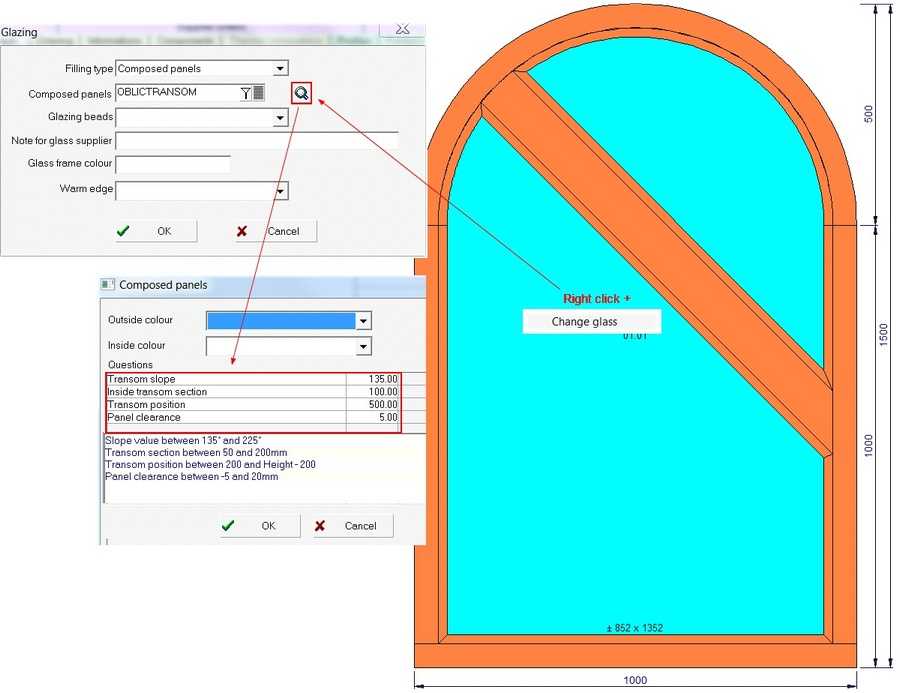 Glazing
Filling type Composed panels
Composed panels OBLICTRANSOM
Glazing beads
Note for glass supplier
Glass frame colour
Warm edge
OK Cancel
Composed panels
Outside colour
Inside colour
Questions
Transom slope 135.00
Inside transom section 100.00
Transom position 500.00
Panel clearance 5.00
Slope value between 135° and 225°
Transom section between 50 and 200mm
Transom position between 200 and Height - 200
Panel clearance between -5 and 20mm
OK Cancel
Right click +
Change glass
01.01
± 852 x 1352
500
1500
1000
1000